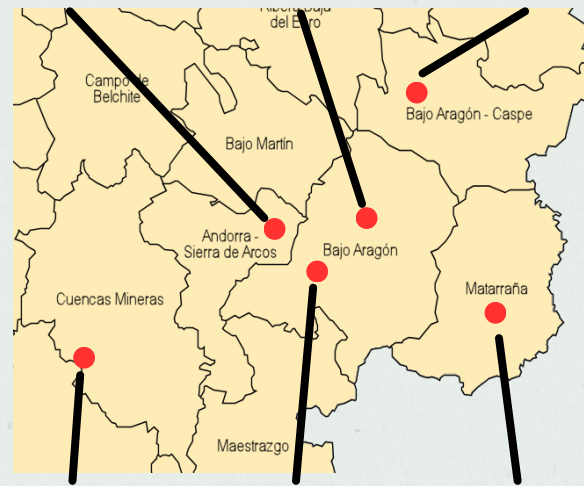 Ribera Baja
del Ebro
Campo de
Belchite
Bajo Aragón - Caspe
Bajo Martín
Andorra -
Sierra de Arcos
Bajo Aragón
Matarraña
Cuencas Mineras
Maestrazgo